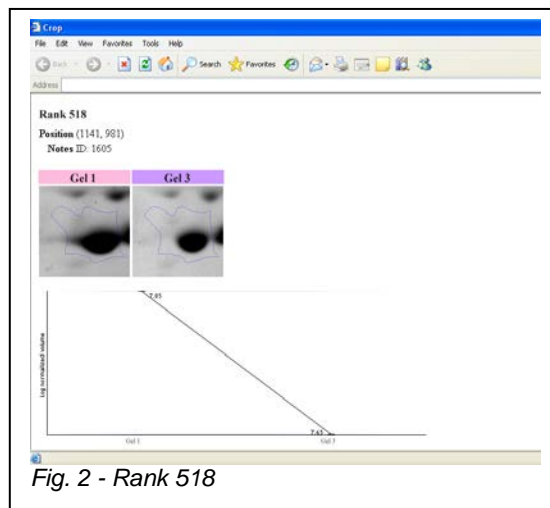 Crop
File Edit View Favorites Tools Help
Back Search Favorites
Address
Rank 518
Position (1141, 981)
Notes ID: 1605
Gel 1 Gel 3
Log normalized volume
7.85
7.45
Gel 1 Gel 3
Fig. 2 - Rank 518